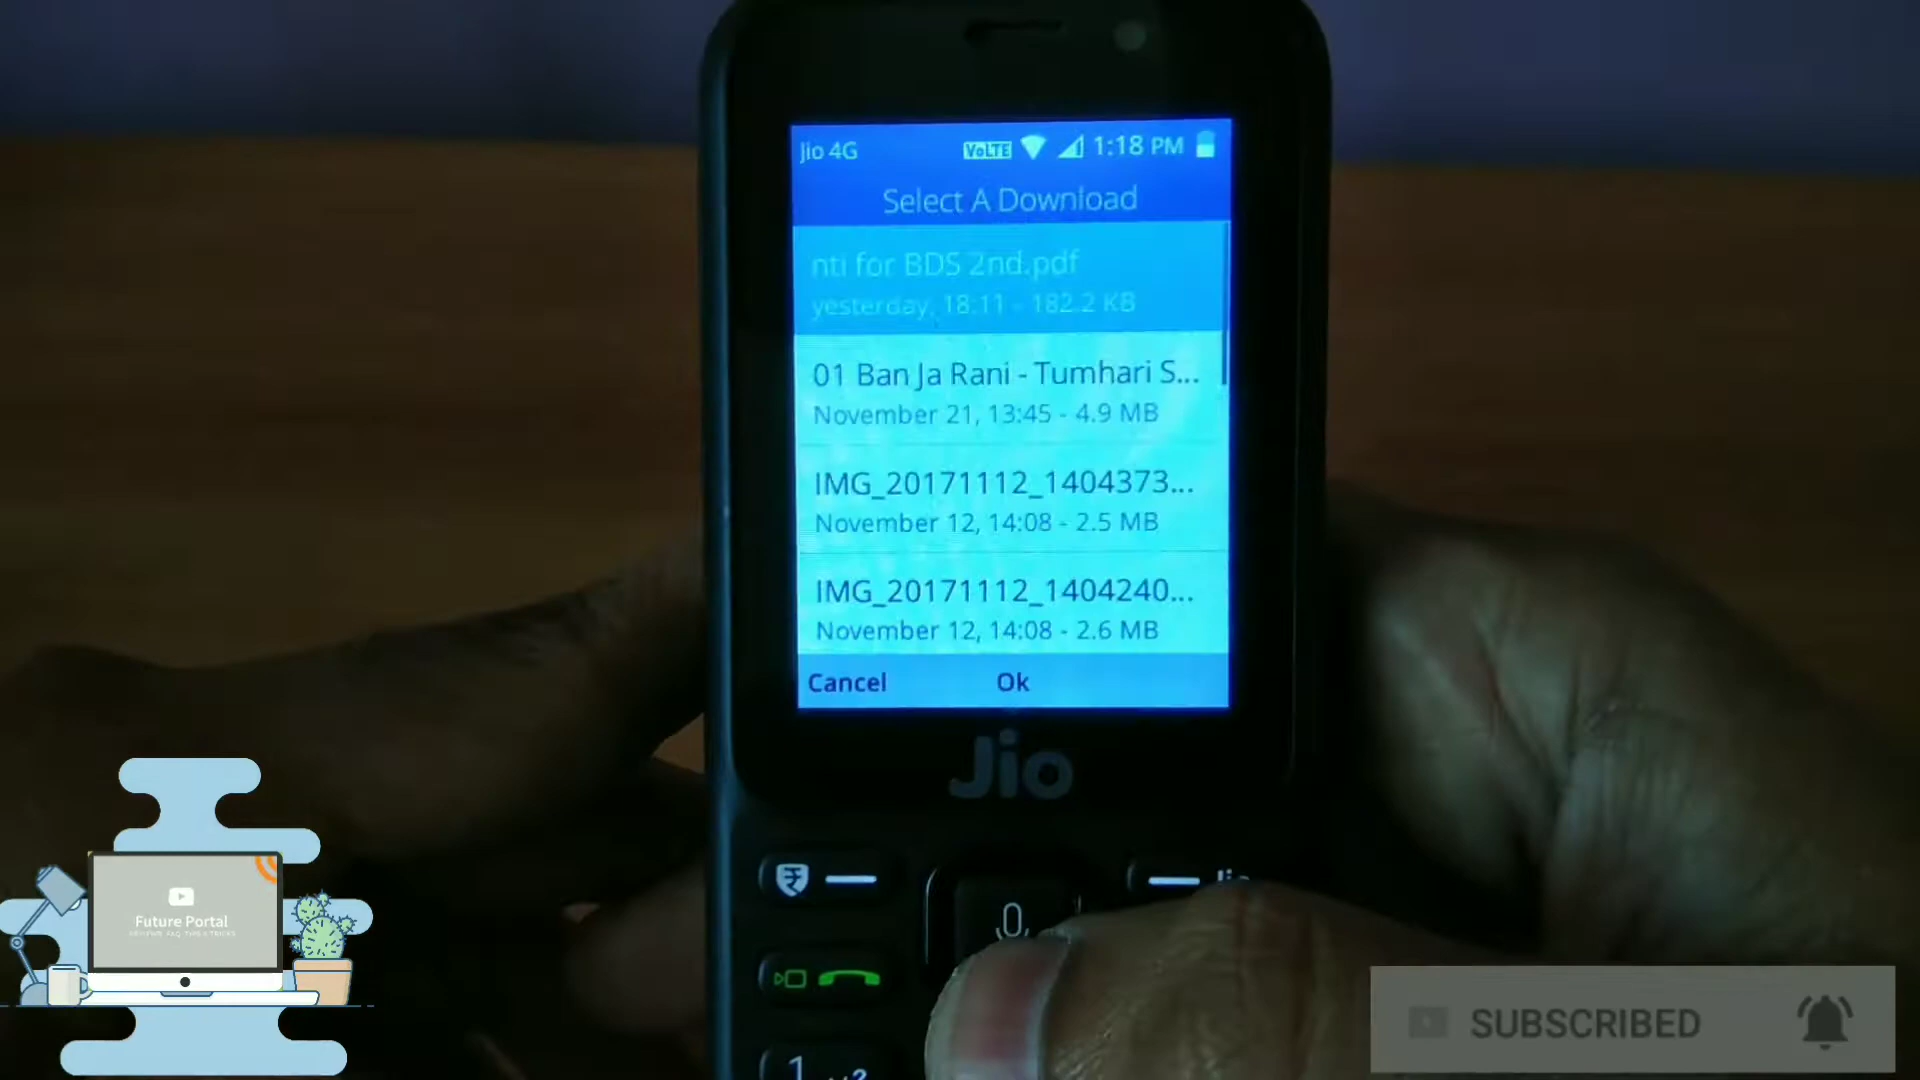 Jio 4G VoLTE 1:18 PM
Select A Download
nti for BDS 2nd.pdf
yesterday, 18:11 - 182.2 KB
01 Ban Ja Rani - Tumhari S...
November 21, 13:45 - 4.9 MB
IMG_20171112_1404373...
November 12, 14:08 - 2.5 MB
IMG_20171112_1404240...
November 12, 14:08 - 2.6 MB
Cancel Ok
Jio
Jio
1
Future Portal
SUBSCRIBED